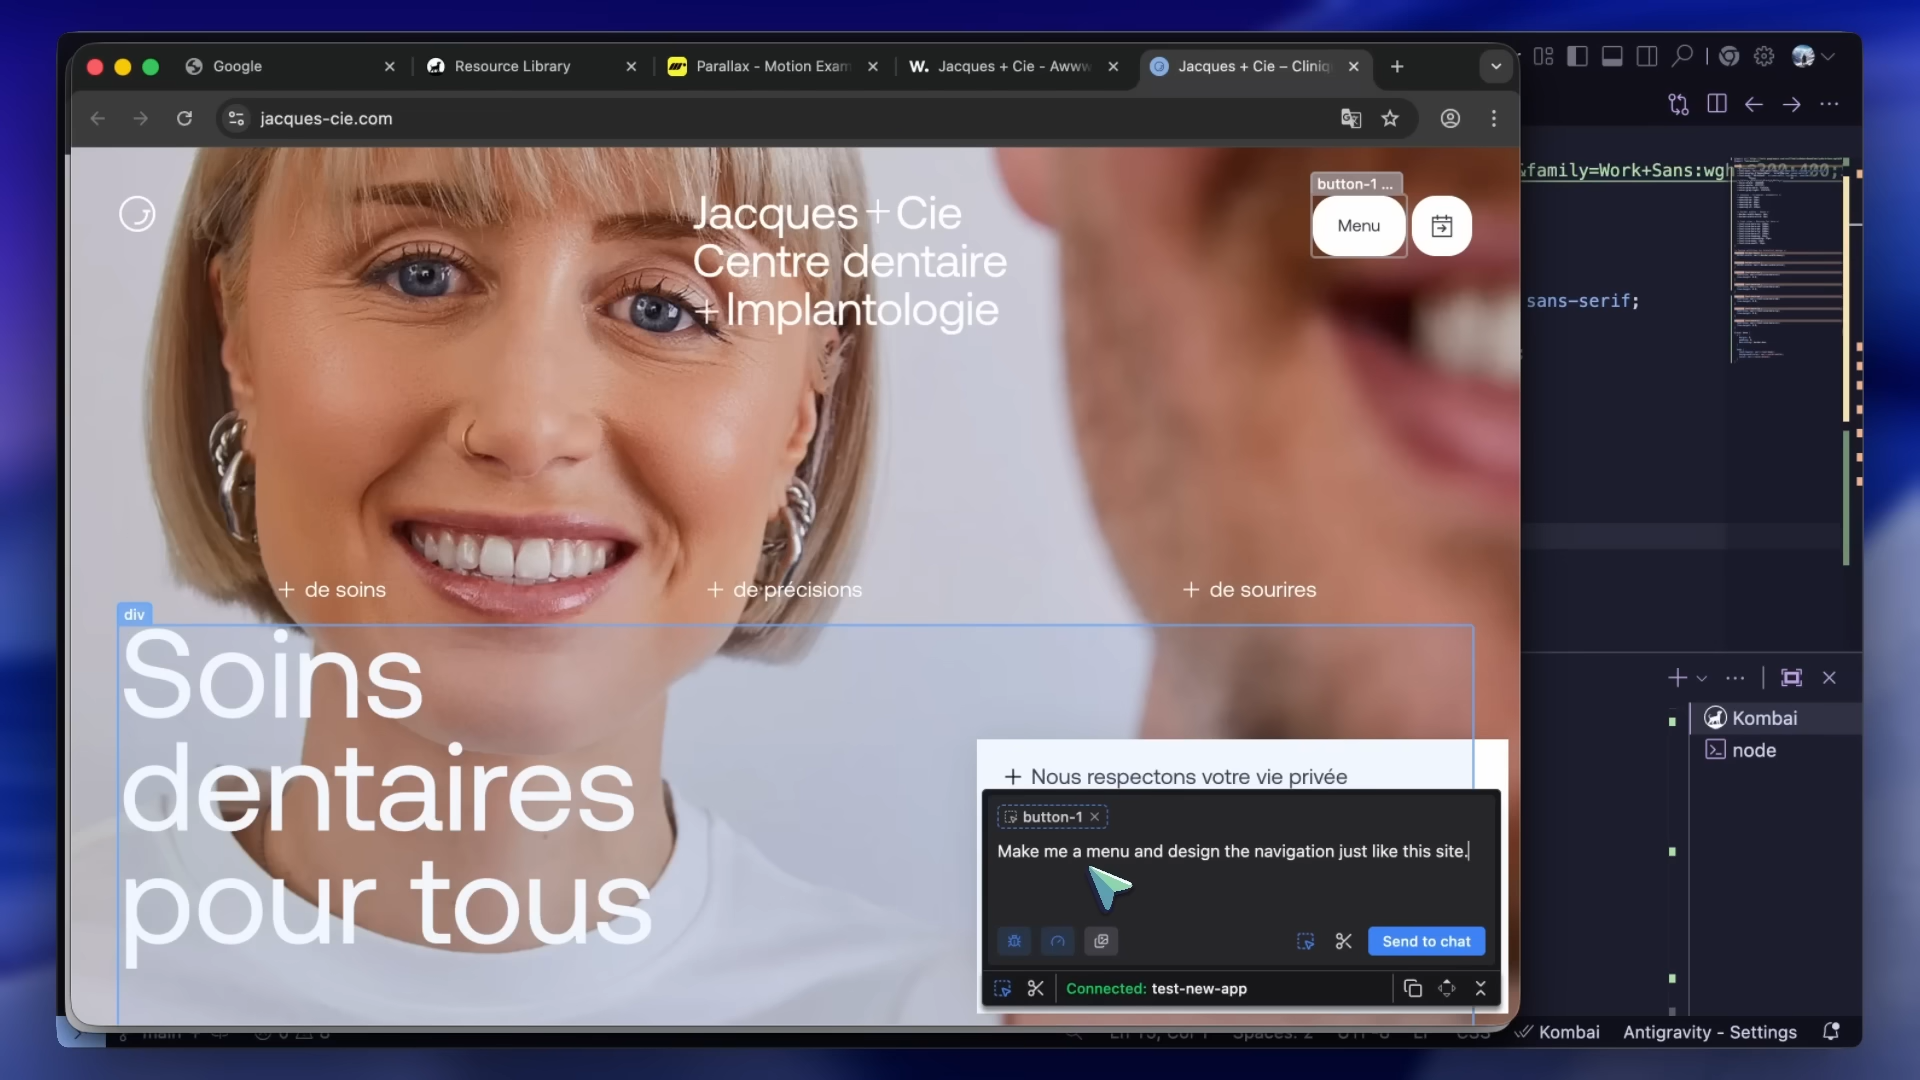 Google
Resource Library
Parallax - Motion Exam
W. Jacques + Cie - Awww
Jacques + Cie – Cliniq
jacques-cie.com
&family=Work+Sans:wgh
sans-serif;
button-1 ...
Menu
Jacques+Cie
Centre dentaire
+Implantologie
+ de soins
+ de précisions
+ de sourires
div
Soins
dentaires
pour tous
+ Nous respectons votre vie privée
button-1
Make me a menu and design the navigation just like this site.
Send to chat
Connected: test-new-app
Kombai
node
main
Kombai
Antigravity - Settings